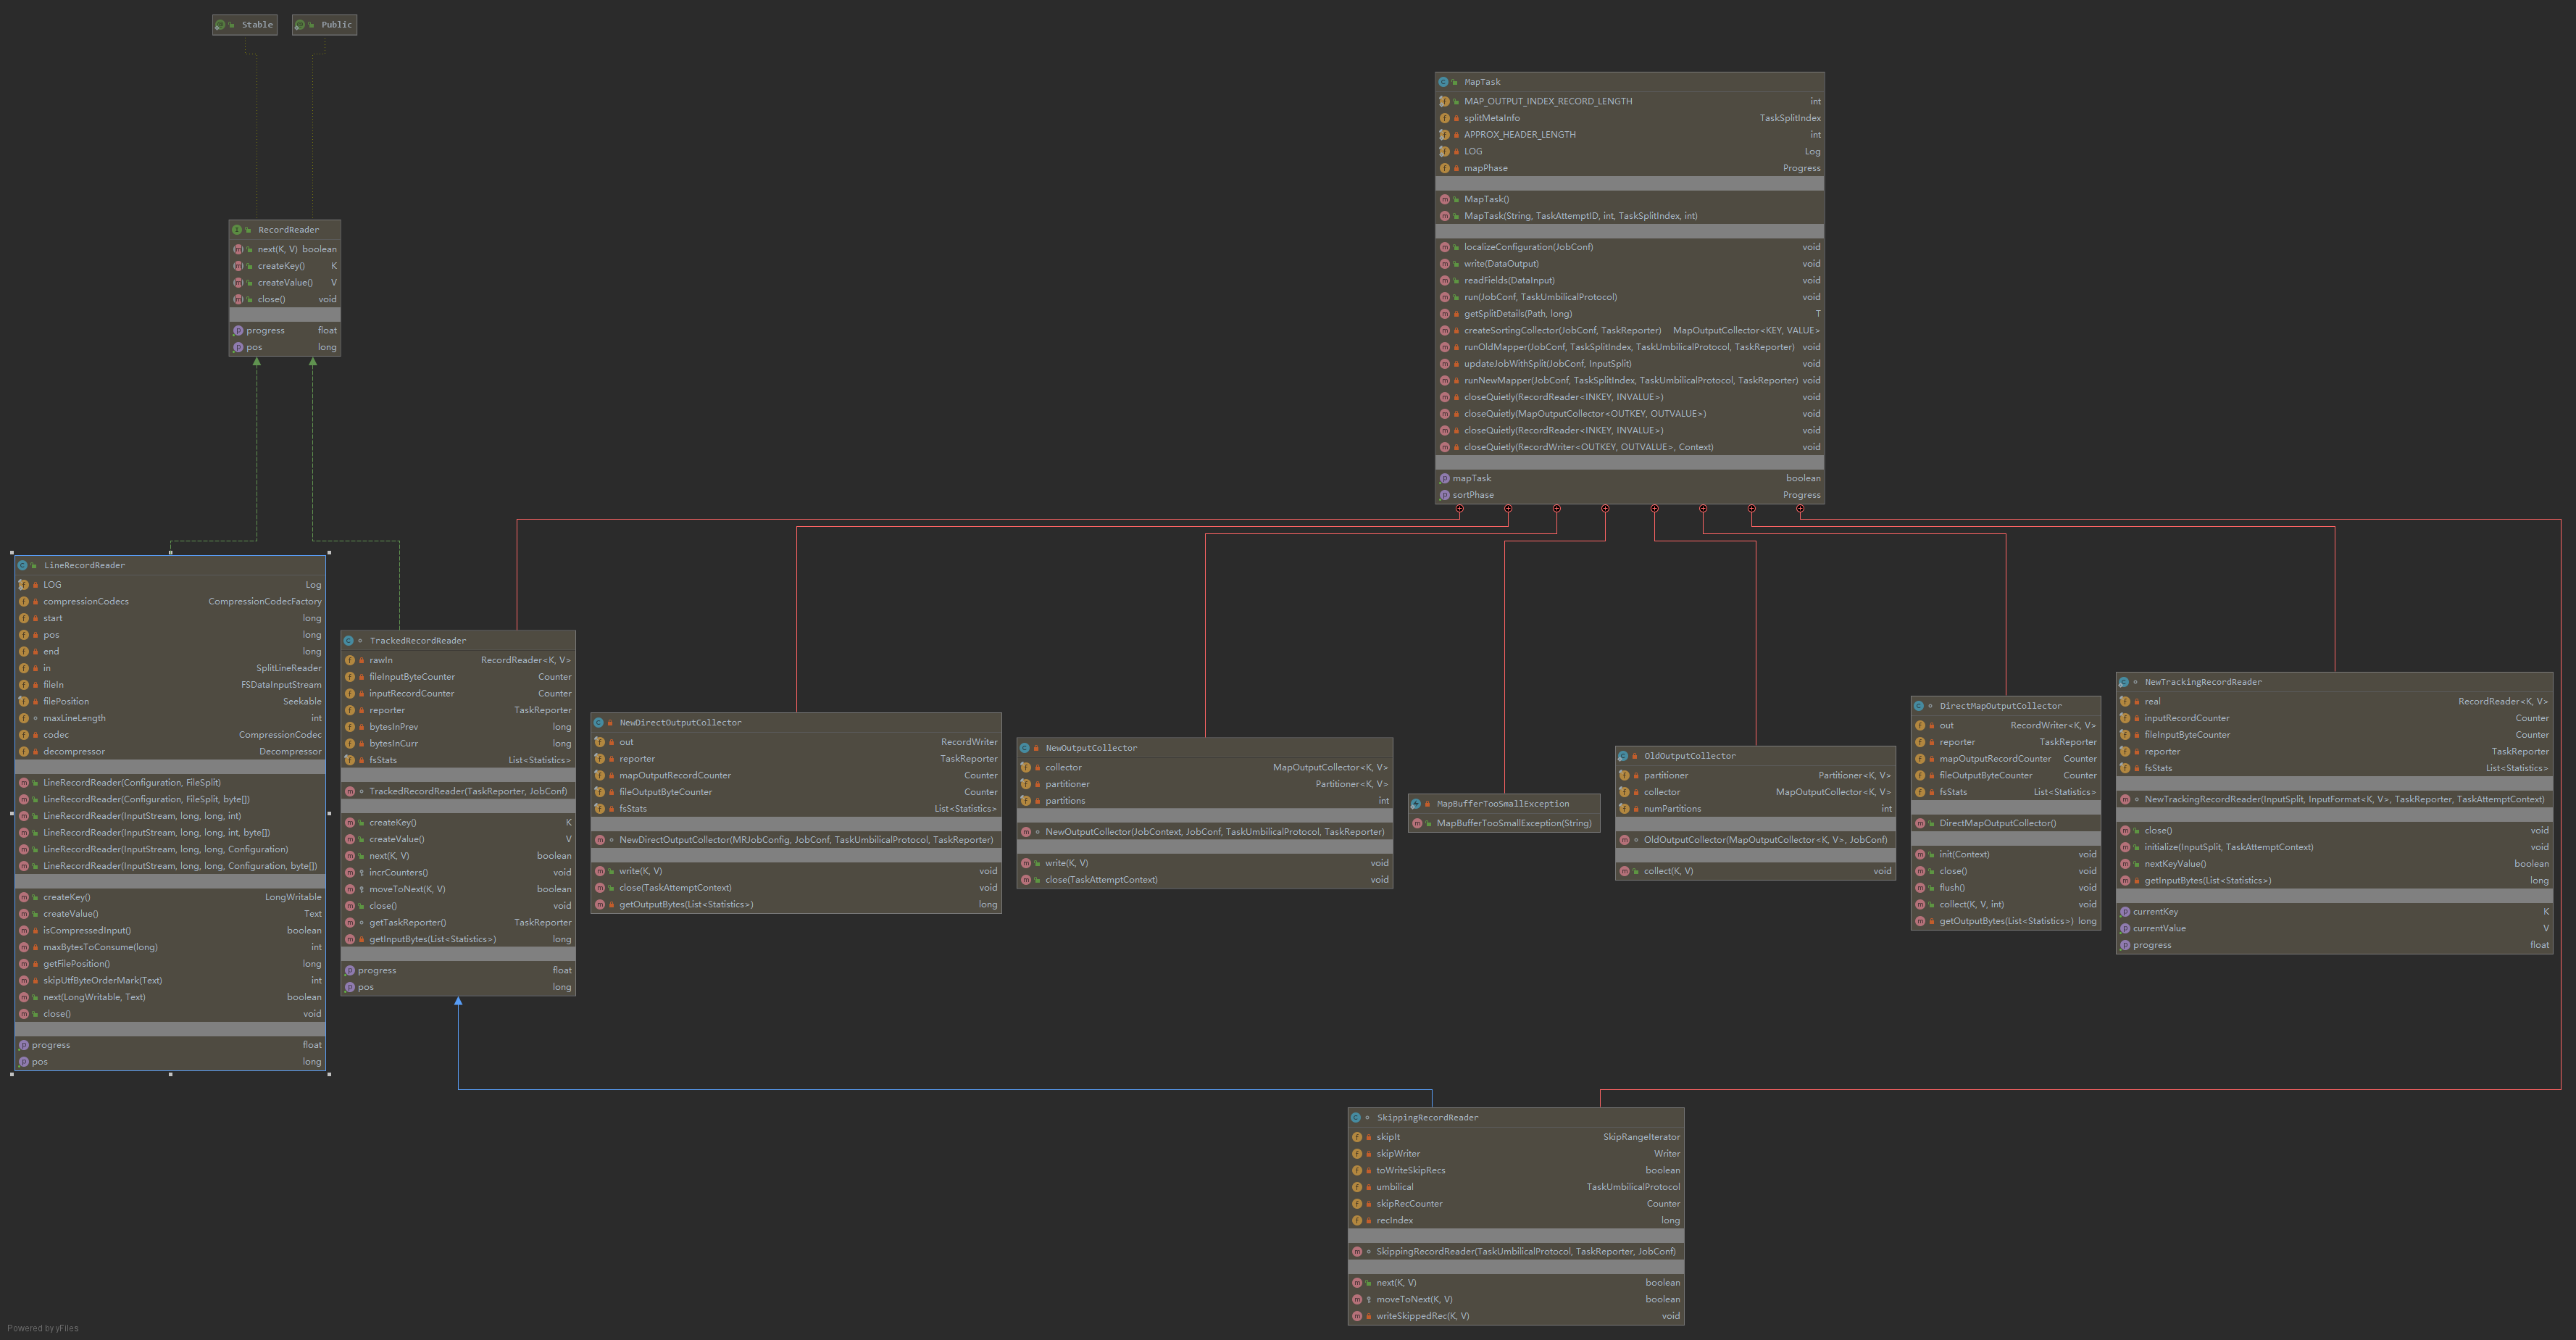 Stable
Public
MapTask
MAP_OUTPUT_INDEX_RECORD_LENGTH int
splitMetaInfo TaskSplitIndex
APPROX_HEADER_LENGTH int
LOG Log
mapPhase Progress
MapTask()
MapTask(String, TaskAttemptID, int, TaskSplitIndex, int)
localizeConfiguration(JobConf) void
write(DataOutput) void
readFields(DataInput) void
run(JobConf, TaskUmbilicalProtocol) void
getSplitDetails(Path, long) T
createSortingCollector(JobConf, TaskReporter) MapOutputCollector<KEY, VALUE>
runOldMapper(JobConf, TaskSplitIndex, TaskUmbilicalProtocol, TaskReporter) void
updateJobWithSplit(JobConf, InputSplit) void
runNewMapper(JobConf, TaskSplitIndex, TaskUmbilicalProtocol, TaskReporter) void
closeQuietly(RecordReader<INKEY, INVALUE>) void
closeQuietly(MapOutputCollector<OUTKEY, OUTVALUE>) void
closeQuietly(RecordReader<INKEY, INVALUE>) void
closeQuietly(RecordWriter<OUTKEY, OUTVALUE>, Context) void
mapTask boolean
sortPhase Progress
RecordReader
next(K, V) boolean
createKey() K
createValue() V
close() void
progress float
pos long
LineRecordReader
LOG Log
compressionCodecs CompressionCodecFactory
start long
pos long
end long
in SplitLineReader
fileIn FSDataInputStream
filePosition Seekable
maxLineLength int
codec CompressionCodec
decompressor Decompressor
LineRecordReader(Configuration, FileSplit)
LineRecordReader(Configuration, FileSplit, byte[])
LineRecordReader(InputStream, long, long, int)
LineRecordReader(InputStream, long, long, int, byte[])
LineRecordReader(InputStream, long, long, Configuration)
LineRecordReader(InputStream, long, long, Configuration, byte[])
createKey() LongWritable
createValue() Text
isCompressedInput() boolean
maxBytesToConsume(long) int
getFilePosition() long
skipUtfByteOrderMark(Text) int
next(LongWritable, Text) boolean
close() void
progress float
pos long
TrackedRecordReader
rawIn RecordReader<K, V>
fileInputByteCounter Counter
inputRecordCounter Counter
reporter TaskReporter
bytesInPrev long
bytesInCurr long
fsStats List<Statistics>
TrackedRecordReader(TaskReporter, JobConf)
createKey() K
createValue() V
next(K, V) boolean
incrCounters() void
moveToNext(K, V) boolean
close() void
getTaskReporter() TaskReporter
getInputBytes(List<Statistics>) long
progress float
pos long
NewDirectOutputCollector
out RecordWriter
reporter TaskReporter
mapOutputRecordCounter Counter
fileOutputByteCounter Counter
fsStats List<Statistics>
NewDirectOutputCollector(MRJobConfig, JobConf, TaskUmbilicalProtocol, TaskReporter)
write(K, V) void
close(TaskAttemptContext) void
getOutputBytes(List<Statistics>) long
NewOutputCollector
collector MapOutputCollector<K, V>
partitioner Partitioner<K, V>
partitions int
NewOutputCollector(JobContext, JobConf, TaskUmbilicalProtocol, TaskReporter)
write(K, V) void
close(TaskAttemptContext) void
MapBufferTooSmallException
MapBufferTooSmallException(String)
OldOutputCollector
partitioner Partitioner<K, V>
collector MapOutputCollector<K, V>
numPartitions int
OldOutputCollector(MapOutputCollector<K, V>, JobConf)
collect(K, V) void
DirectMapOutputCollector
out RecordWriter<K, V>
reporter TaskReporter
mapOutputRecordCounter Counter
fileOutputByteCounter Counter
fsStats List<Statistics>
DirectMapOutputCollector()
init(Context) void
close() void
flush() void
collect(K, V, int) void
getOutputBytes(List<Statistics>) long
NewTrackingRecordReader
real RecordReader<K, V>
inputRecordCounter Counter
fileInputByteCounter Counter
reporter TaskReporter
fsStats List<Statistics>
NewTrackingRecordReader(InputSplit, InputFormat<K, V>, TaskReporter, TaskAttemptContext)
close() void
initialize(InputSplit, TaskAttemptContext) void
nextKeyValue() boolean
getInputBytes(List<Statistics>) long
currentKey K
currentValue V
progress float
SkippingRecordReader
skipIt SkipRangeIterator
skipWriter Writer
toWriteSkipRecs boolean
umbilical TaskUmbilicalProtocol
skipRecCounter Counter
recIndex long
SkippingRecordReader(TaskUmbilicalProtocol, TaskReporter, JobConf)
next(K, V) boolean
moveToNext(K, V) boolean
writeSkippedRec(K, V) void
Powered by yFiles